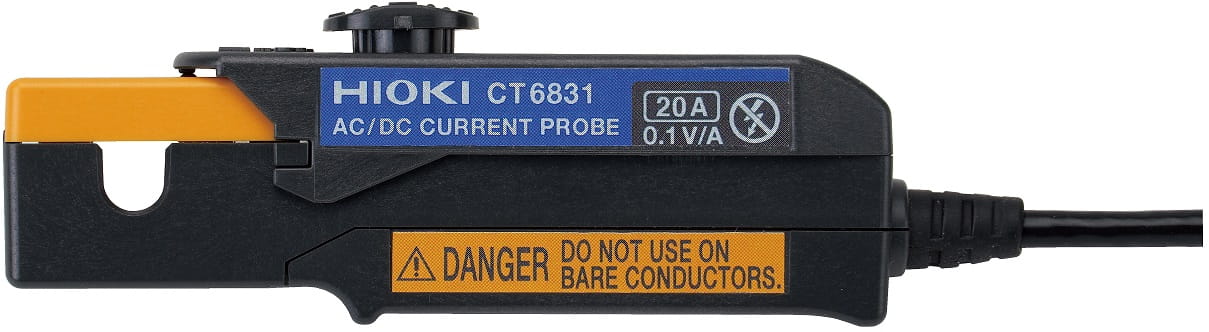 HIOKI CT6831
AC/DC CURRENT PROBE
20A
0.1V/A
DANGER
DO NOT USE ON
BARE CONDUCTORS.